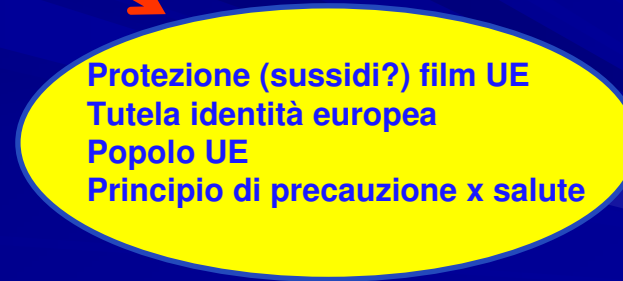 Protezione (sussidi?) film UE
Tutela identità europea
Popolo UE
Principio di precauzione x salute